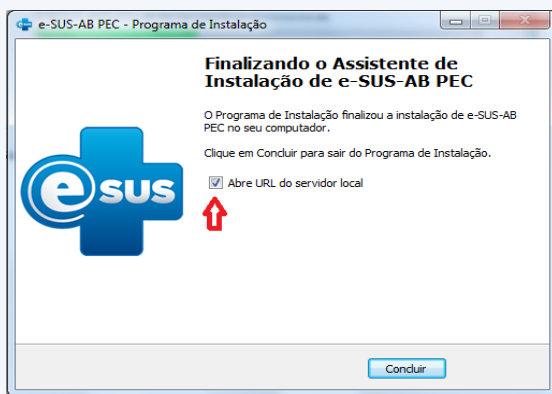 e-SUS-AB PEC - Programa de Instalação
Finalizando o Assistente de
Instalação de e-SUS-AB PEC
O Programa de Instalação finalizou a instalação de e-SUS-AB
PEC no seu computador.
Clique em Concluir para sair do Programa de Instalação.
Abre URL do servidor local
e SUS
Concluir